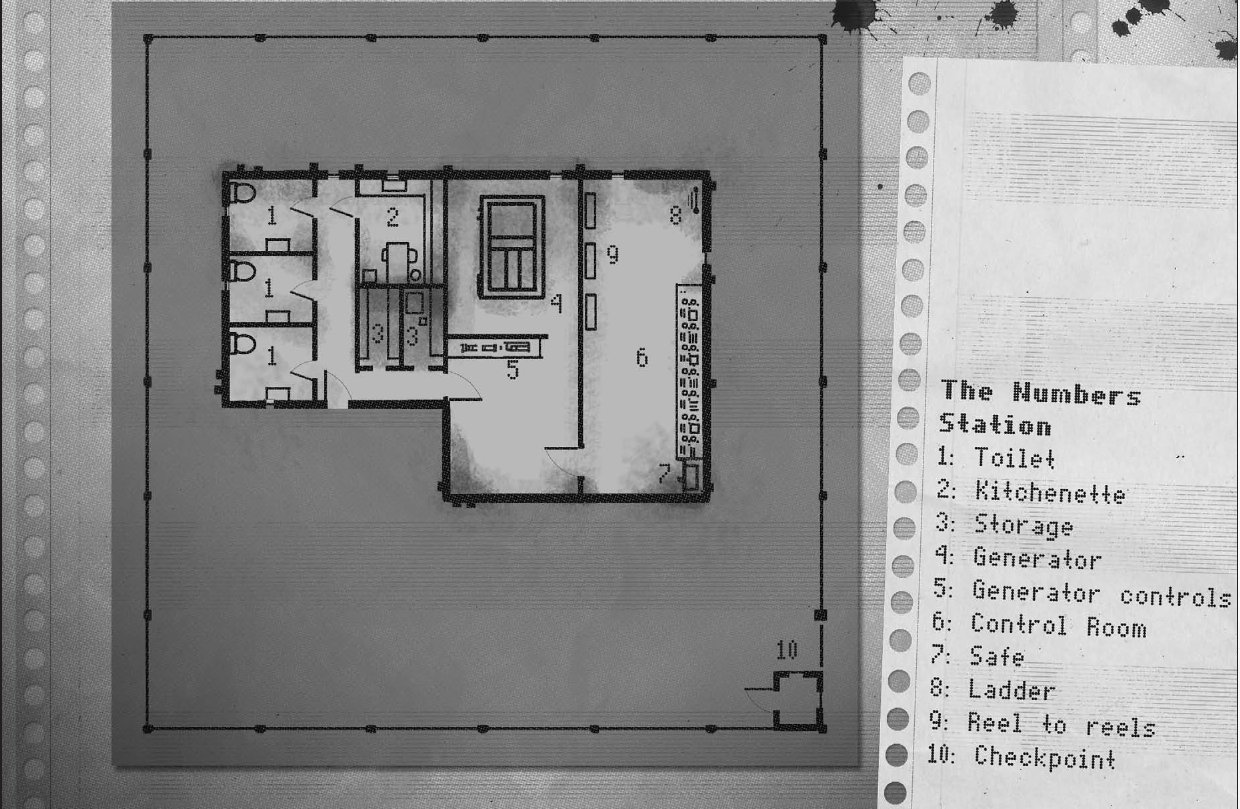 1
2
8
9
1
4
3
3
6
1
5
7
10
The Numbers
Station
1: Toilet
2: Kitchenette
3: Storage
4: Generator
5: Generator controls
6: Control Room
7: Safe
8: Ladder
9: Reel to reels
10: Checkpoint